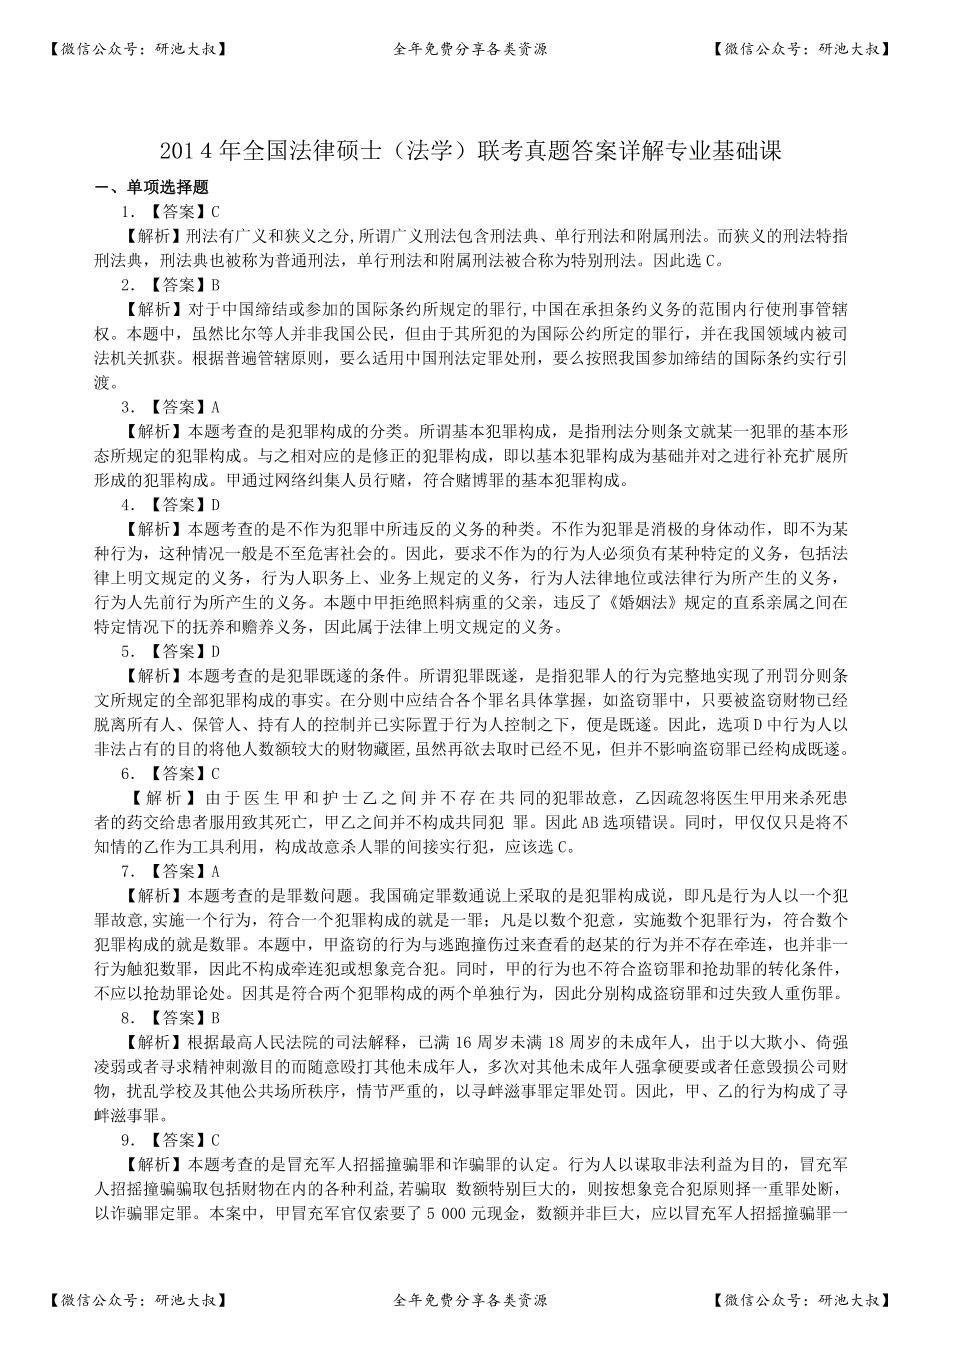 【微信公众号：研池大叔】 全年免费分享各类资源 【微信公众号：研池大叔】
201 4 年全国法律硕士（法学）联考真题答案详解专业基础课
一、单项选择题
1．【答案】C
【解析】刑法有广义和狭义之分,所谓广义刑法包含刑法典、单行刑法和附属刑法。而狭义的刑法特指
刑法典，刑法典也被称为普通刑法，单行刑法和附属刑法被合称为特别刑法。因此选 C。
2．【答案】B
【解析】对于中国缔结或参加的国际条约所规定的罪行,中国在承担条约义务的范围内行使刑事管辖
权。本题中，虽然比尔等人并非我国公民，但由于其所犯的为国际公约所定的罪行，并在我国领域内被司
法机关抓获。根据普遍管辖原则，要么适用中国刑法定罪处刑，要么按照我国参加缔结的国际条约实行引
渡。
3．【答案】A
【解析】本题考查的是犯罪构成的分类。所谓基本犯罪构成，是指刑法分则条文就某一犯罪的基本形
态所规定的犯罪构成。与之相对应的是修正的犯罪构成，即以基本犯罪构成为基础并对之进行补充扩展所
形成的犯罪构成。甲通过网络纠集人员行赌，符合赌博罪的基本犯罪构成。
4．【答案】D
【解析】本题考查的是不作为犯罪中所违反的义务的种类。不作为犯罪是消极的身体动作，即不为某
种行为，这种情况一般是不至危害社会的。因此，要求不作为的行为人必须负有某种特定的义务，包括法
律上明文规定的义务，行为人职务上、业务上规定的义务，行为人法律地位或法律行为所产生的义务，
行为人先前行为所产生的义务。本题中甲拒绝照料病重的父亲，违反了《婚姻法》规定的直系亲属之间在
特定情况下的抚养和赡养义务，因此属于法律上明文规定的义务。
5．【答案】D
【解析】本题考查的是犯罪既遂的条件。所谓犯罪既遂，是指犯罪人的行为完整地实现了刑罚分则条
文所规定的全部犯罪构成的事实。在分则中应结合各个罪名具体掌握，如盗窃罪中，只要被盗窃财物已经
脱离所有人、保管人、持有人的控制并已实际置于行为人控制之下，便是既遂。因此，选项 D 中行为人以
非法占有的目的将他人数额较大的财物藏匿,虽然再欲去取时已经不见，但并不影响盗窃罪已经构成既遂。
6．【答案】C
【解析】由于医生甲和护士乙之间并不存在共同的犯罪故意，乙因疏忽将医生甲用来杀死患
者的药交给患者服用致其死亡，甲乙之间并不构成共同犯 罪。因此 AB 选项错误。同时，甲仅仅只是将不
知情的乙作为工具利用，构成故意杀人罪的间接实行犯，应该选 C。
7．【答案】A
【解析】本题考查的是罪数问题。我国确定罪数通说上采取的是犯罪构成说，即凡是行为人以一个犯
罪故意,实施一个行为，符合一个犯罪构成的就是一罪；凡是以数个犯意，实施数个犯罪行为，符合数个
犯罪构成的就是数罪。本题中，甲盗窃的行为与逃跑撞伤过来查看的赵某的行为并不存在牵连，也并非一
行为触犯数罪，因此不构成牵连犯或想象竞合犯。同时，甲的行为也不符合盗窃罪和抢劫罪的转化条件，
不应以抢劫罪论处。因其是符合两个犯罪构成的两个单独行为，因此分别构成盗窃罪和过失致人重伤罪。
8．【答案】B
【解析】根据最高人民法院的司法解释，已满 16 周岁未满 18 周岁的未成年人，出于以大欺小、倚强
凌弱或者寻求精神刺激目的而随意殴打其他未成年人，多次对其他未成年人强拿硬要或者任意毁损公司财
物，扰乱学校及其他公共场所秩序，情节严重的，以寻衅滋事罪定罪处罚。因此，甲、乙的行为构成了寻
衅滋事罪。
9．【答案】C
【解析】本题考查的是冒充军人招摇撞骗罪和诈骗罪的认定。行为人以谋取非法利益为目的，冒充军
人招摇撞骗骗取包括财物在内的各种利益,若骗取 数额特别巨大的，则按想象竞合犯原则择一重罪处断，
以诈骗罪定罪。本案中，甲冒充军官仅索要了 5 000 元现金，数额并非巨大，应以冒充军人招摇撞骗罪一
【微信公众号：研池大叔】 全年免费分享各类资源 【微信公众号：研池大叔】